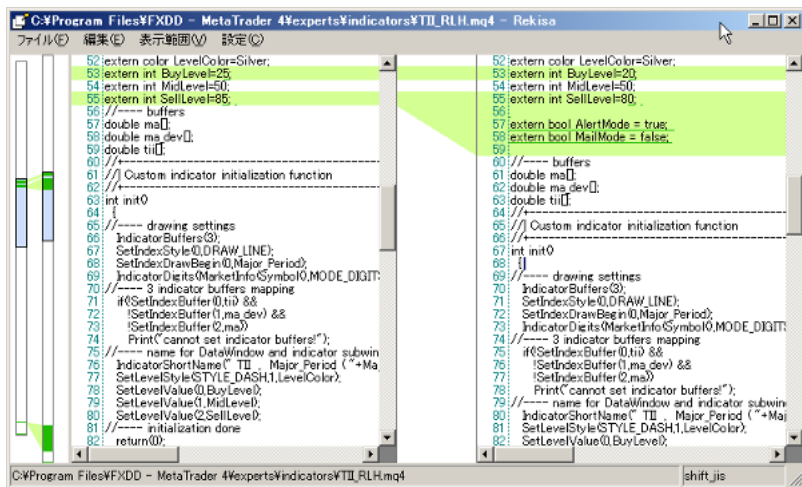 C:¥Program Files¥FXDD - MetaTrader 4¥experts¥indicators¥TII_RLH.mq4 - Rekisa
ファイル(F) 編集(E) 表示範囲(V) 設定(C)
52 extern color LevelColor=Silver;
53 extern int BuyLevel=25;
54 extern int MidLevel=50;
55 extern int SellLevel=85;
56 //---- buffers
57 double ma[];
58 double ma_dev[];
59 double tii[];
60 //+---------------------------------
61 //| Custom indicator initialization function
62 //+---------------------------------
63 int init()
64 {
65 //---- drawing settings
66 IndicatorBuffers(3);
67 SetIndexStyle(0,DRAW_LINE);
68 SetIndexDrawBegin(0,Major_Period);
69 IndicatorDigits(MarketInfo(Symbol(),MODE_DIGIT
70 //---- 3 indicator buffers mapping
71 if(!SetIndexBuffer(0,tii) &&
72 !SetIndexBuffer(1,ma_dev) &&
73 !SetIndexBuffer(2,ma))
74 Print("cannot set indicator buffers!");
75 //---- name for DataWindow and indicator subwin
76 IndicatorShortName(" TII , Major_Period ( "+Ma
77 SetLevelStyle(STYLE_DASH,1,LevelColor);
78 SetLevelValue(0,BuyLevel);
79 SetLevelValue(1,MidLevel);
80 SetLevelValue(2,SellLevel);
81 //---- initialization done
82 return(0);
52 extern color LevelColor=Silver;
53 extern int BuyLevel=20;
54 extern int MidLevel=50;
55 extern int SellLevel=80;
56
57 extern bool AlertMode = true;
58 extern bool MailMode = false;
59
60 //---- buffers
61 double ma[];
62 double ma_dev[];
63 double tii[];
64 //+---------------------------------
65 //| Custom indicator initialization function
66 //+---------------------------------
67 int init()
68 {
69 //---- drawing settings
70 IndicatorBuffers(3);
71 SetIndexStyle(0,DRAW_LINE);
72 SetIndexDrawBegin(0,Major_Period);
73 IndicatorDigits(MarketInfo(Symbol(),MODE_DIGIT
74 //---- 3 indicator buffers mapping
75 if(!SetIndexBuffer(0,tii) &&
76 !SetIndexBuffer(1,ma_dev) &&
77 !SetIndexBuffer(2,ma))
78 Print("cannot set indicator buffers!");
79 //---- name for DataWindow and indicator subwin
80 IndicatorShortName(" TII , Major_Period ( "+Maj
81 SetLevelStyle(STYLE_DASH,1,LevelColor);
82 SetLevelValue(0,BuyLevel);
C:¥Program Files¥FXDD - MetaTrader 4¥experts¥indicators¥TII_RLH.mq4 shift_jis